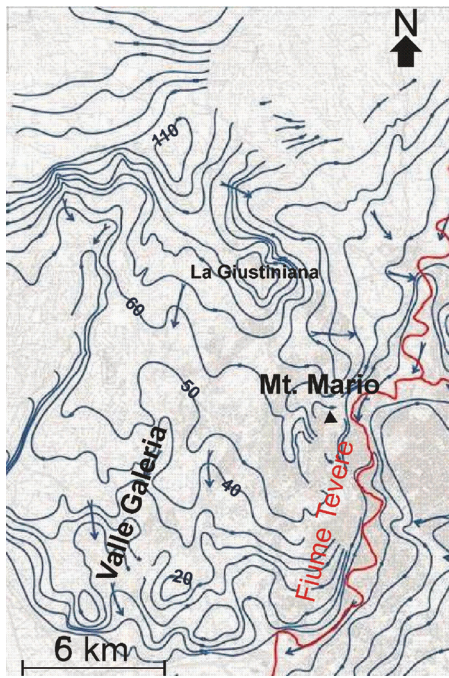 N
110
La Giustiniana
60
50
Mt. Mario
Valle Galeria
40
Fiume Tevere
20
6 km